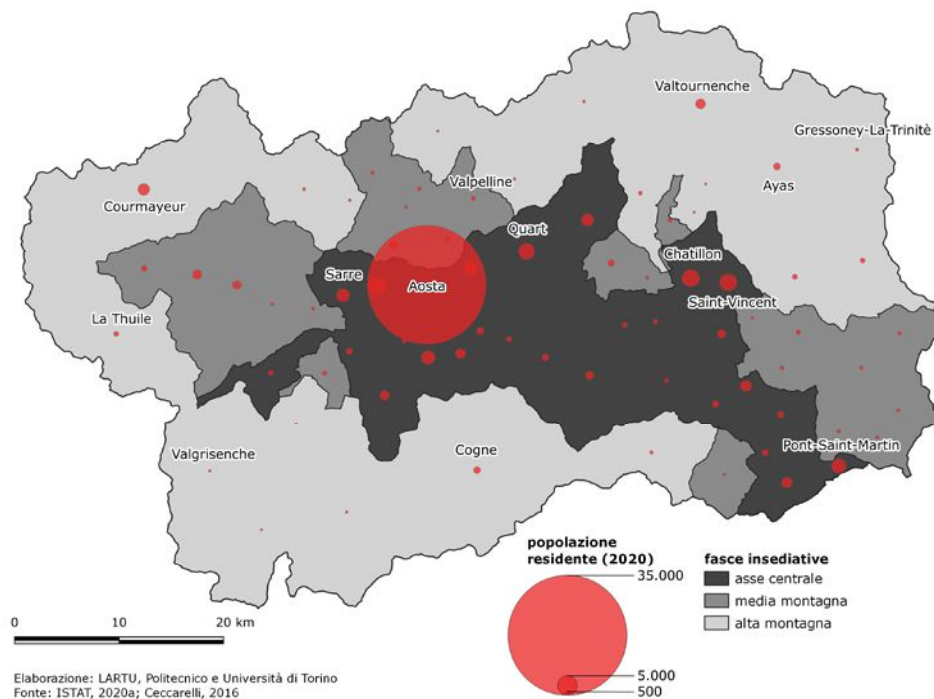 Valtournenche
Gressoney-La-Trinitè
Valpelline
Ayas
Courmayeur
Quart
Chatillon
Sarre
Aosta
Saint-Vincent
La Thuile
Pont-Saint-Martin
Valgrisenche
Cogne
popolazione
residente (2020)
35.000
5.000
500
fasce insediative
asse centrale
media montagna
alta montagna
0 10 20 km
Elaborazione: LARTU, Politecnico e Università di Torino
Fonte: ISTAT, 2020a; Ceccarelli, 2016